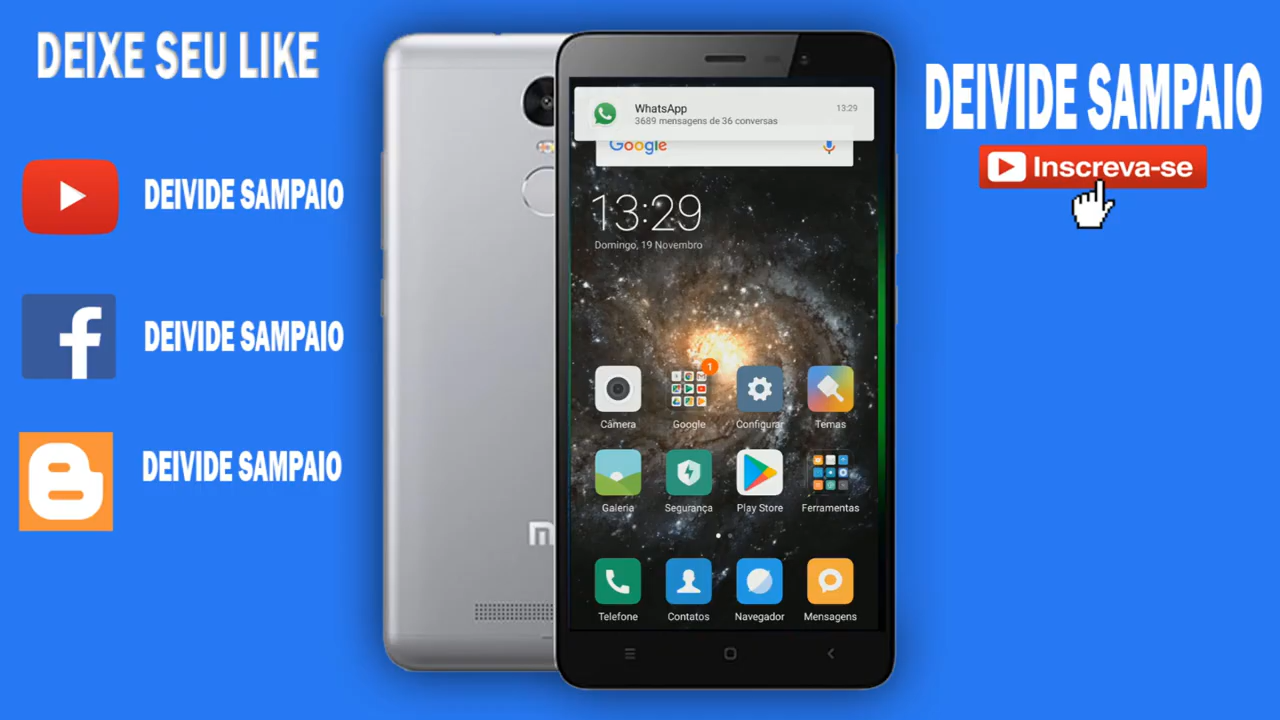 DEIXE SEU LIKE
DEIVIDE SAMPAIO
DEIVIDE SAMPAIO
DEIVIDE SAMPAIO
WhatsApp 13:29
3689 mensagens de 36 conversas
Google
13:29
Domingo, 19 Novembro
1
Câmera Google Configurar Temas
Galeria Segurança Play Store Ferramentas
Telefone Contatos Navegador Mensagens
DEIVIDE SAMPAIO
Inscreva-se